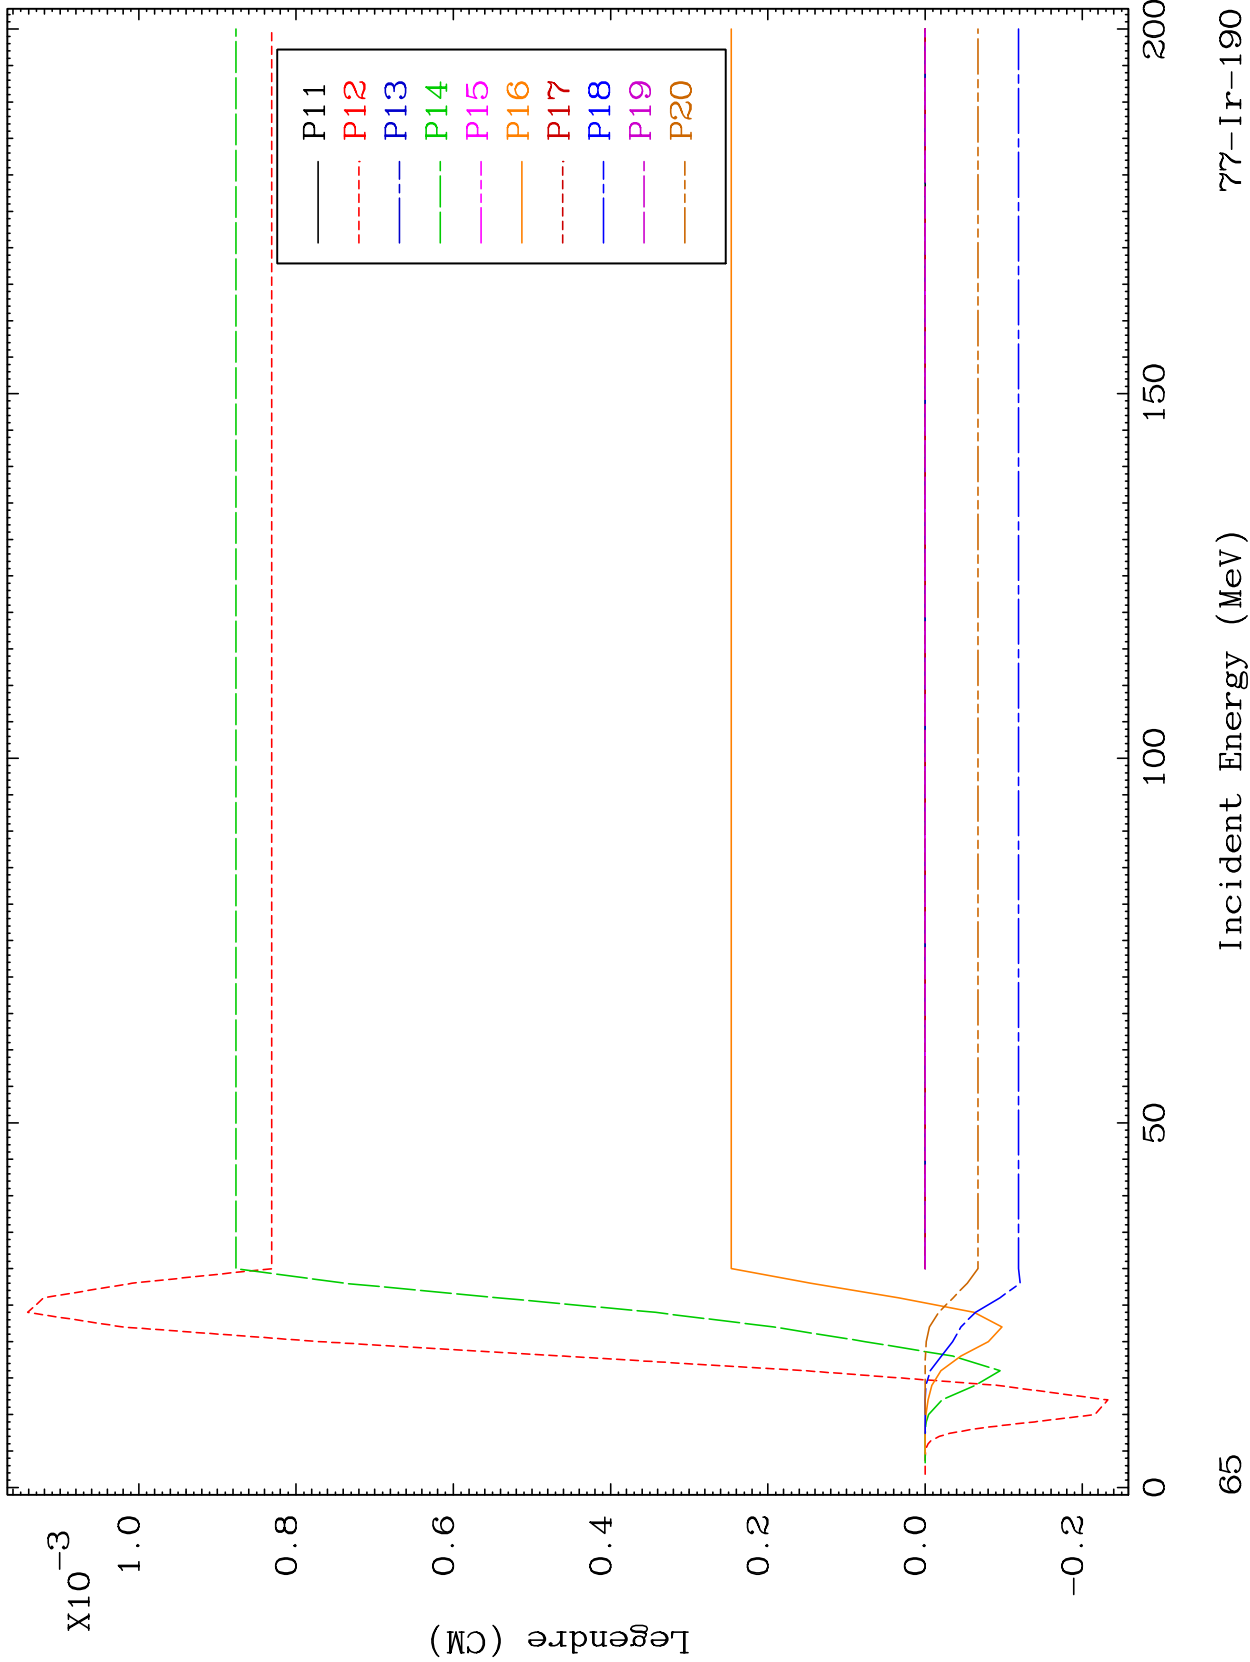 X10-3
1.0
0.8
0.6
0.4
0.2
0.0
-0.2
Legendre (CM)
P11
P12
P13
P14
P15
P16
P17
P18
P19
P20
0 50 100 150 200
65 Incident Energy (MeV) 77-Ir-190